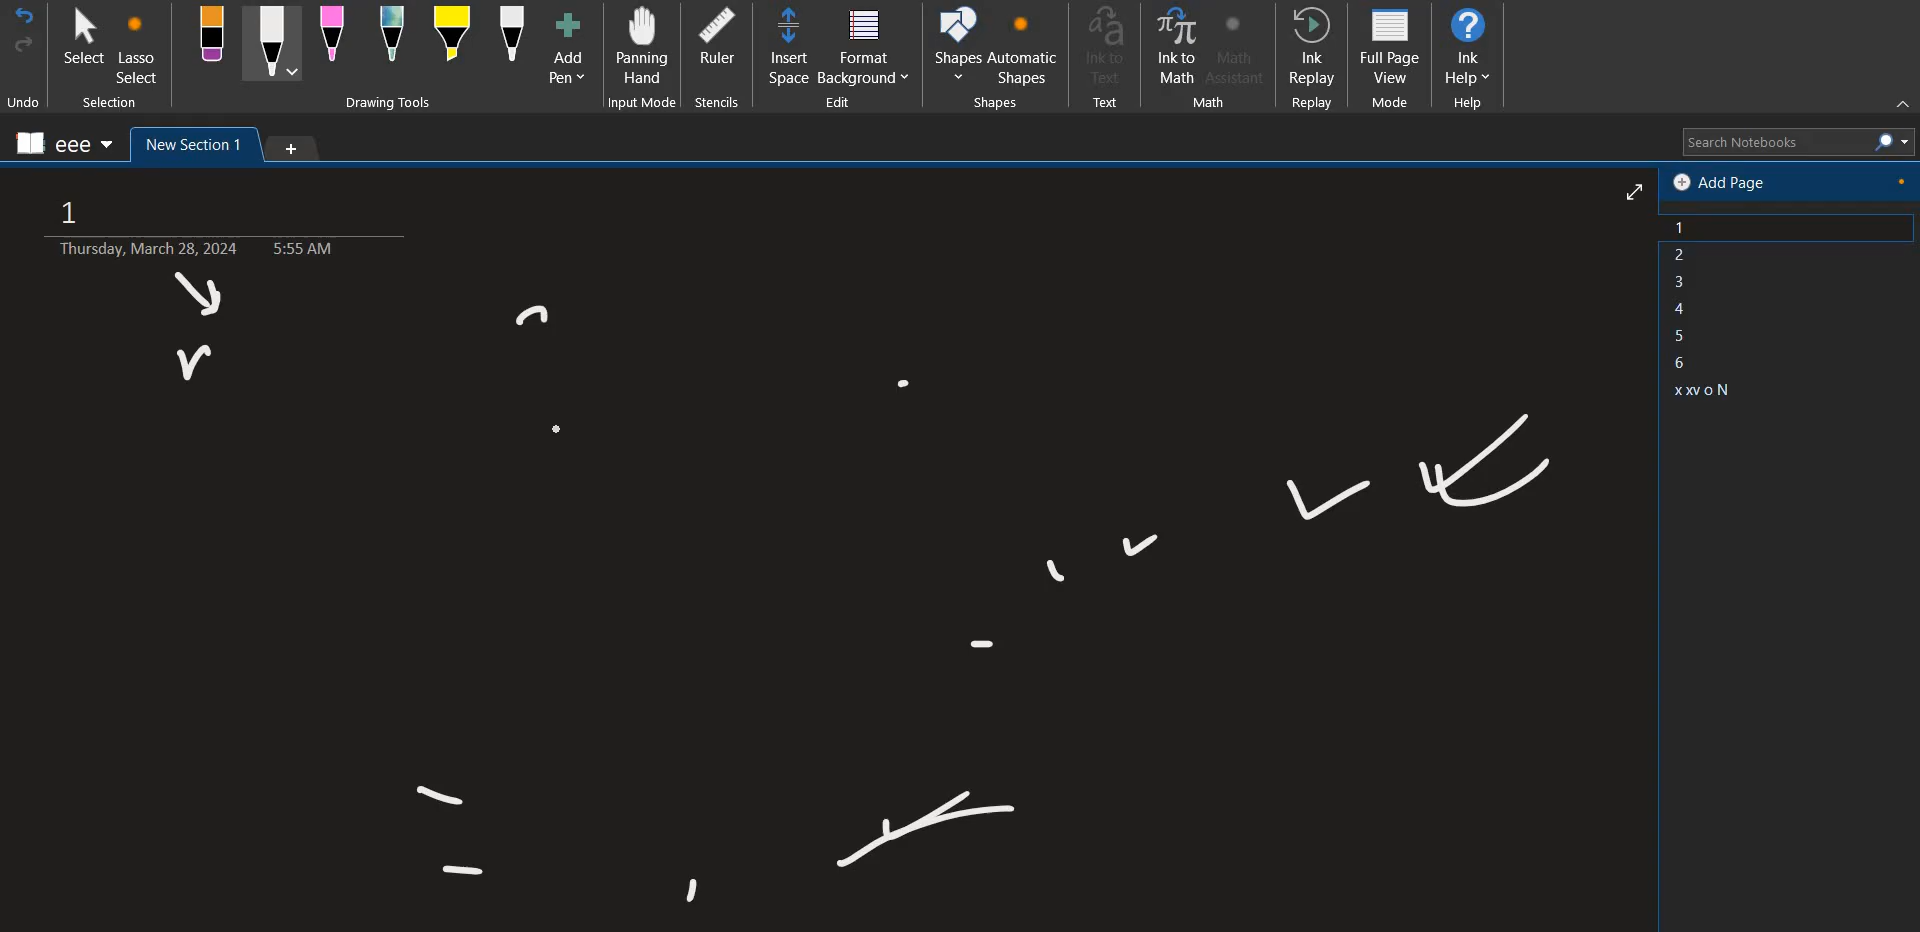 Undo
Select
Lasso Select
Selection
Drawing Tools
Add Pen
Panning Hand
Input Mode
Ruler
Stencils
Insert Space
Format Background
Edit
Shapes
Automatic Shapes
Shapes
Ink to Text
Text
Ink to Math
Math Assistant
Math
Ink Replay
Replay
Full Page View
Mode
Ink Help
Help
eee
New Section 1
+
Search Notebooks
Add Page
1
Thursday, March 28, 2024 5:55 AM
1
2
3
4
5
6
x xv o N